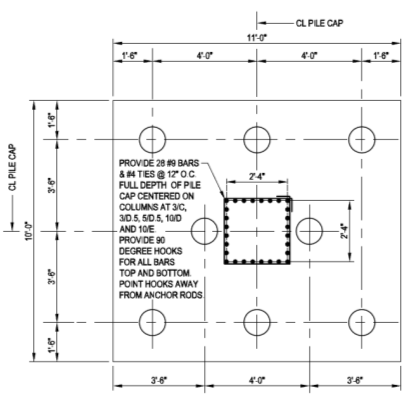 CL PILE CAP
11'-0"
1'-6" 4'-0" 4'-0" 1'-6"
CL PILE CAP
10'-0"
1'-6"
3'-6"
3'-6"
1'-6"
PROVIDE 28 #9 BARS
& #4 TIES @ 12" O.C.
FULL DEPTH OF PILE
CAP CENTERED ON
COLUMNS AT 3/C,
3/D.5, 5/D.5, 10/D
AND 10/E
PROVIDE 90
DEGREE HOOKS
FOR ALL BARS
TOP AND BOTTOM.
POINT HOOKS AWAY
FROM ANCHOR RODS.
2'-4"
2'-4"
3'-6" 4'-0" 3'-6"